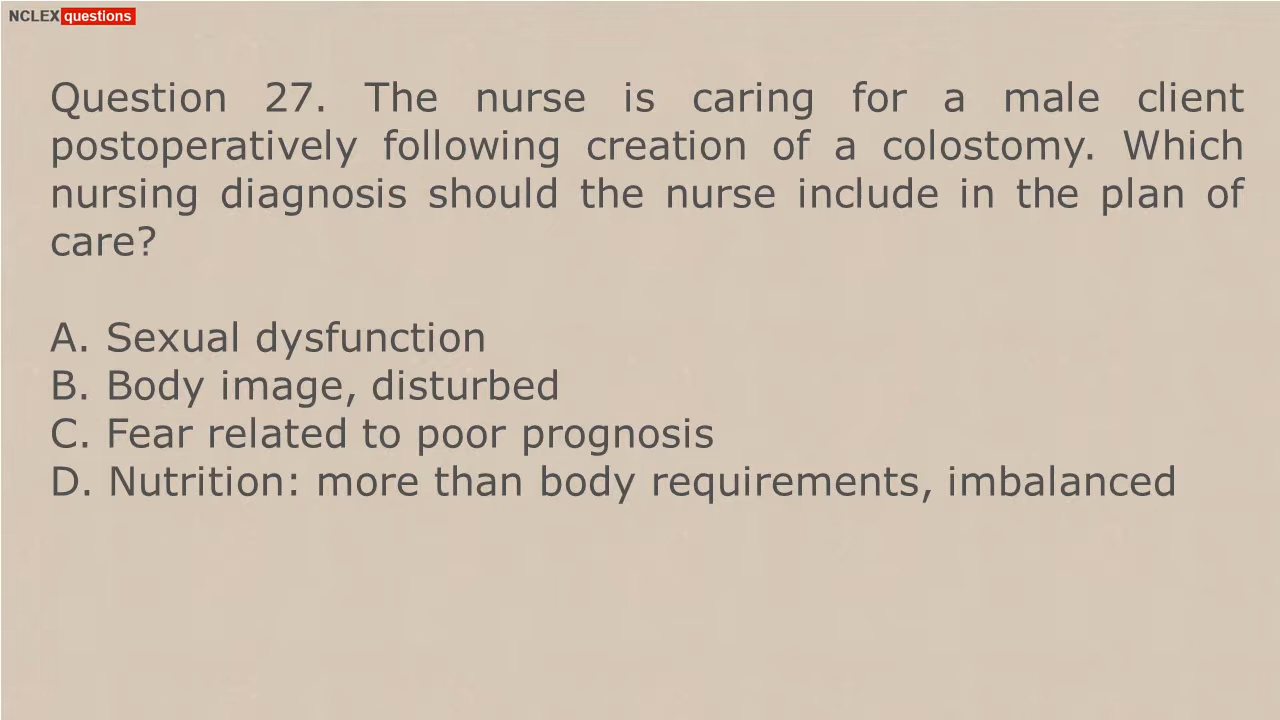 NCLEX questions
Question 27. The nurse is caring for a male client
postoperatively following creation of a colostomy. Which
nursing diagnosis should the nurse include in the plan of
care?
A. Sexual dysfunction
B. Body image, disturbed
C. Fear related to poor prognosis
D. Nutrition: more than body requirements, imbalanced